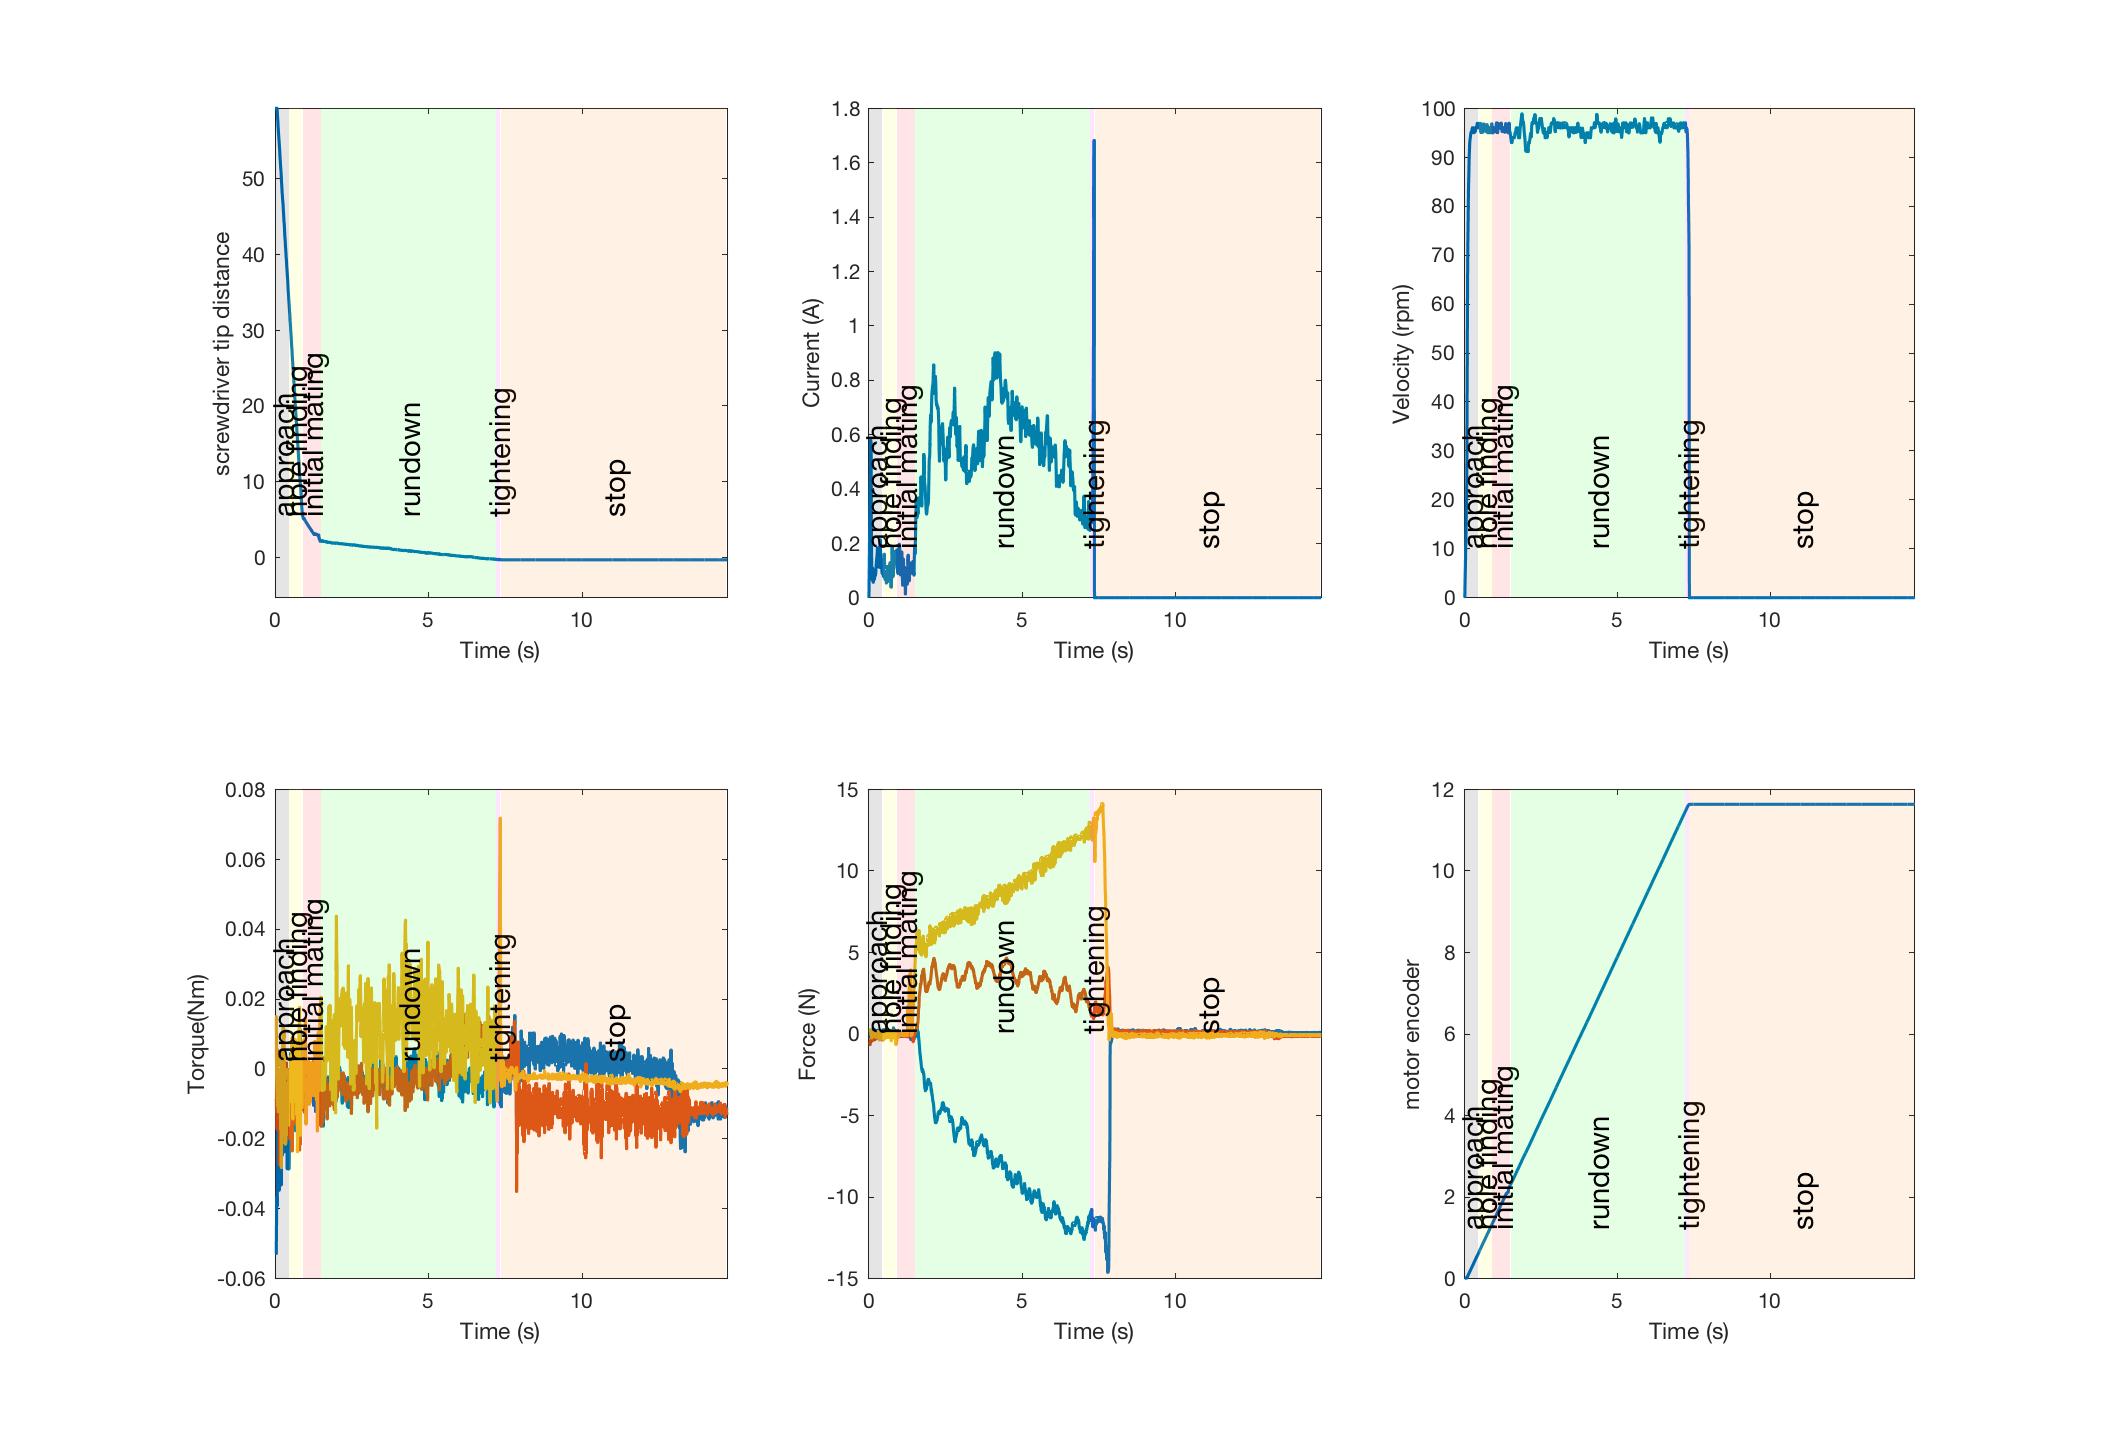 50
40
30
20
10
0
0
5
10
screwdriver tip distance
Time (s)
approach
hole finding
initial mating
rundown
tightening
stop
1.8
1.6
1.4
1.2
1
0.8
0.6
0.4
0.2
0
0
5
10
Current (A)
Time (s)
approach
hole finding
initial mating
rundown
tightening
stop
100
90
80
70
60
50
40
30
20
10
0
0
5
10
Velocity (rpm)
Time (s)
approach
hole finding
initial mating
rundown
tightening
stop
0.08
0.06
0.04
0.02
0
-0.02
-0.04
-0.06
0
5
10
Torque(Nm)
Time (s)
approach
hole finding
initial mating
rundown
tightening
stop
15
10
5
0
-5
-10
-15
0
5
10
Force (N)
Time (s)
approach
hole finding
initial mating
rundown
tightening
stop
12
10
8
6
4
2
0
0
5
10
motor encoder
Time (s)
approach
hole finding
initial mating
rundown
tightening
stop